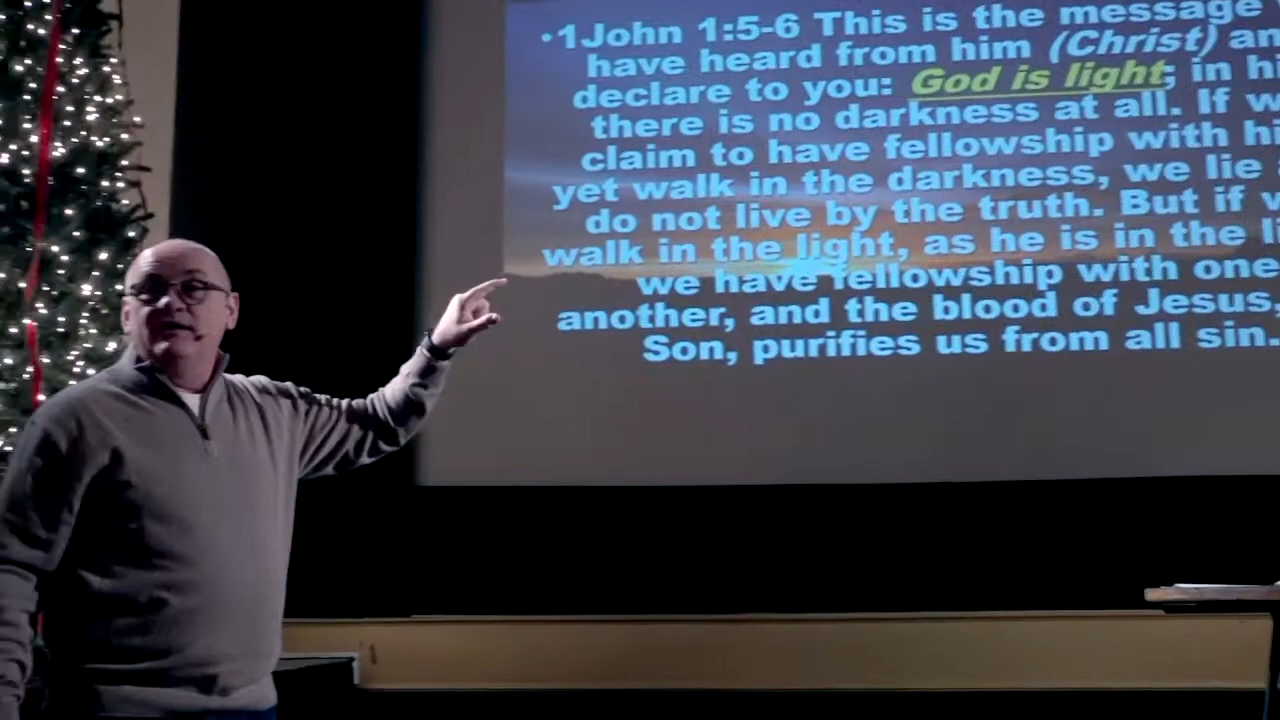 •1John 1:5-6 This is the message
have heard from him (Christ) an
declare to you: God is light; in hi
there is no darkness at all. If w
claim to have fellowship with hi
yet walk in the darkness, we lie
do not live by the truth. But if w
walk in the light, as he is in the li
we have fellowship with one
another, and the blood of Jesus,
Son, purifies us from all sin.